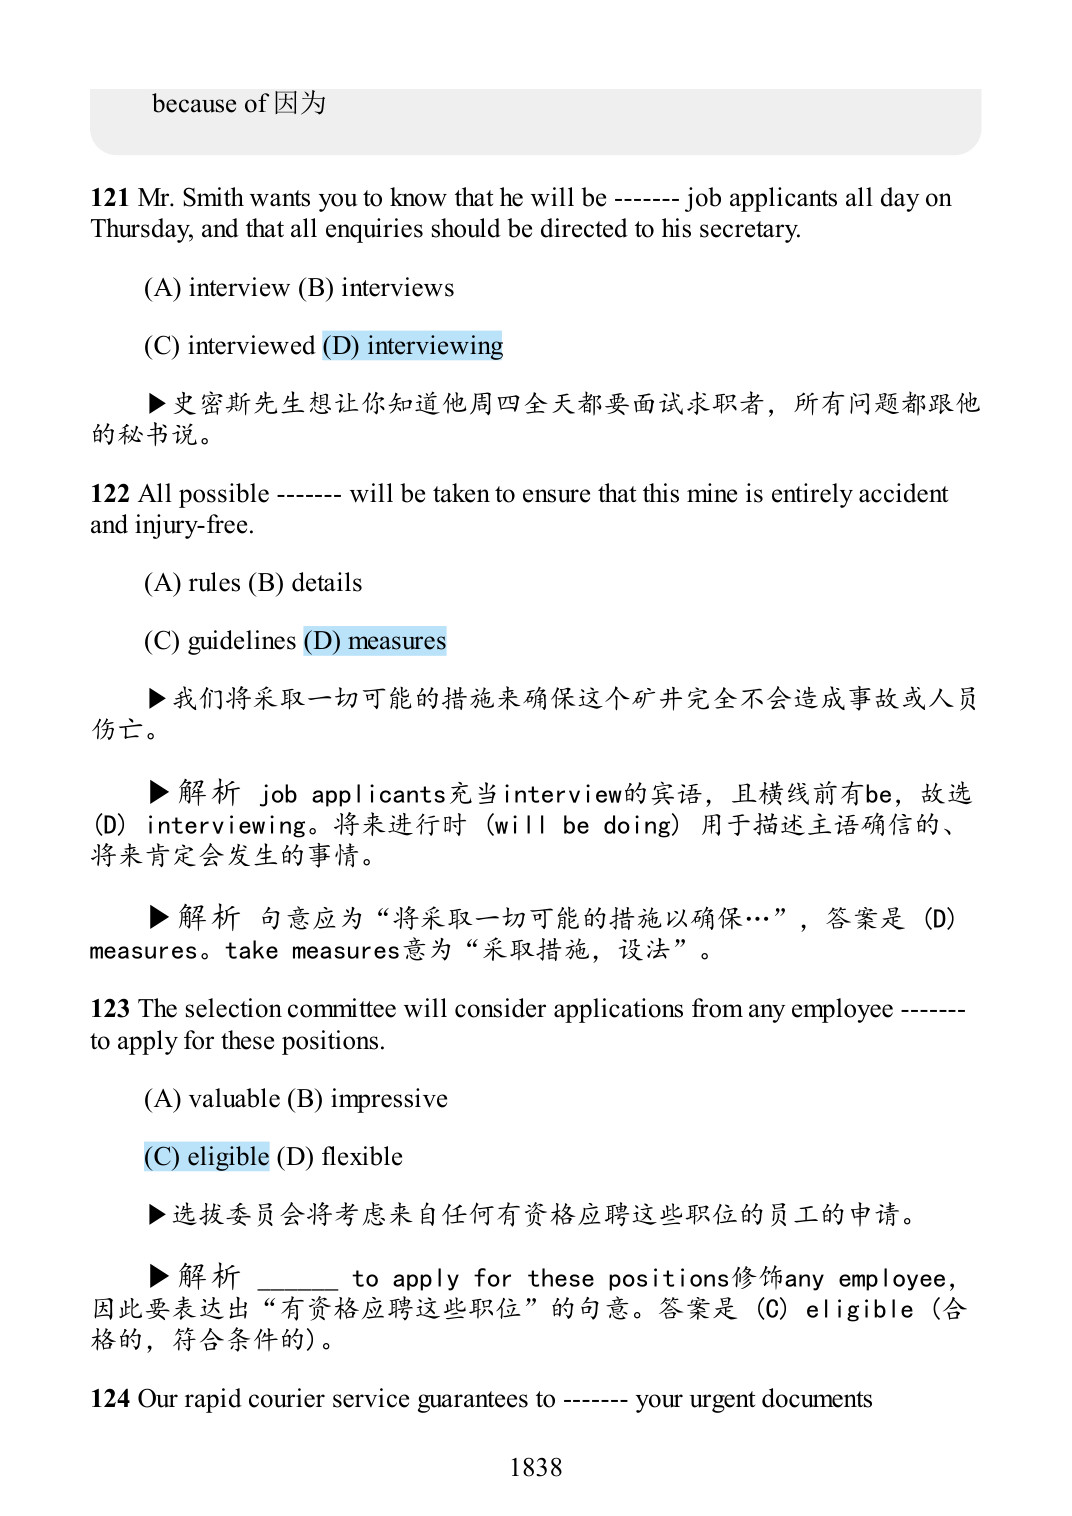 because of 因为
121 Mr. Smith wants you to know that he will be ------- job applicants all day on
Thursday, and that all enquiries should be directed to his secretary.
(A) interview (B) interviews
(C) interviewed (D) interviewing
▶史密斯先生想让你知道他周四全天都要面试求职者，所有问题都跟他
的秘书说。
122 All possible ------- will be taken to ensure that this mine is entirely accident
and injury-free.
(A) rules (B) details
(C) guidelines (D) measures
▶我们将采取一切可能的措施来确保这个矿井完全不会造成事故或人员
伤亡。
▶解析 job applicants充当interview的宾语，且横线前有be，故选
(D) interviewing。将来进行时 (will be doing) 用于描述主语确信的、
将来肯定会发生的事情。
▶解析 句意应为“将采取一切可能的措施以确保…”，答案是 (D)
measures。take measures意为“采取措施，设法”。
123 The selection committee will consider applications from any employee -------
to apply for these positions.
(A) valuable (B) impressive
(C) eligible (D) flexible
▶选拔委员会将考虑来自任何有资格应聘这些职位的员工的申请。
▶解析 ______ to apply for these positions修饰any employee，
因此要表达出“有资格应聘这些职位”的句意。答案是 (C) eligible (合
格的，符合条件的)。
124 Our rapid courier service guarantees to ------- your urgent documents
1838